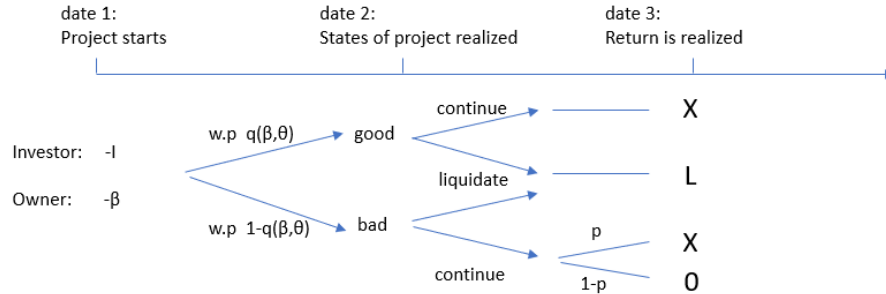 date 1:
Project starts
date 2:
States of project realized
date 3:
Return is realized
continue
X
w.p q(β,θ)
good
Investor: -I
liquidate
L
Owner: -β
bad
w.p 1-q(β,θ)
p
X
continue
1-p
0